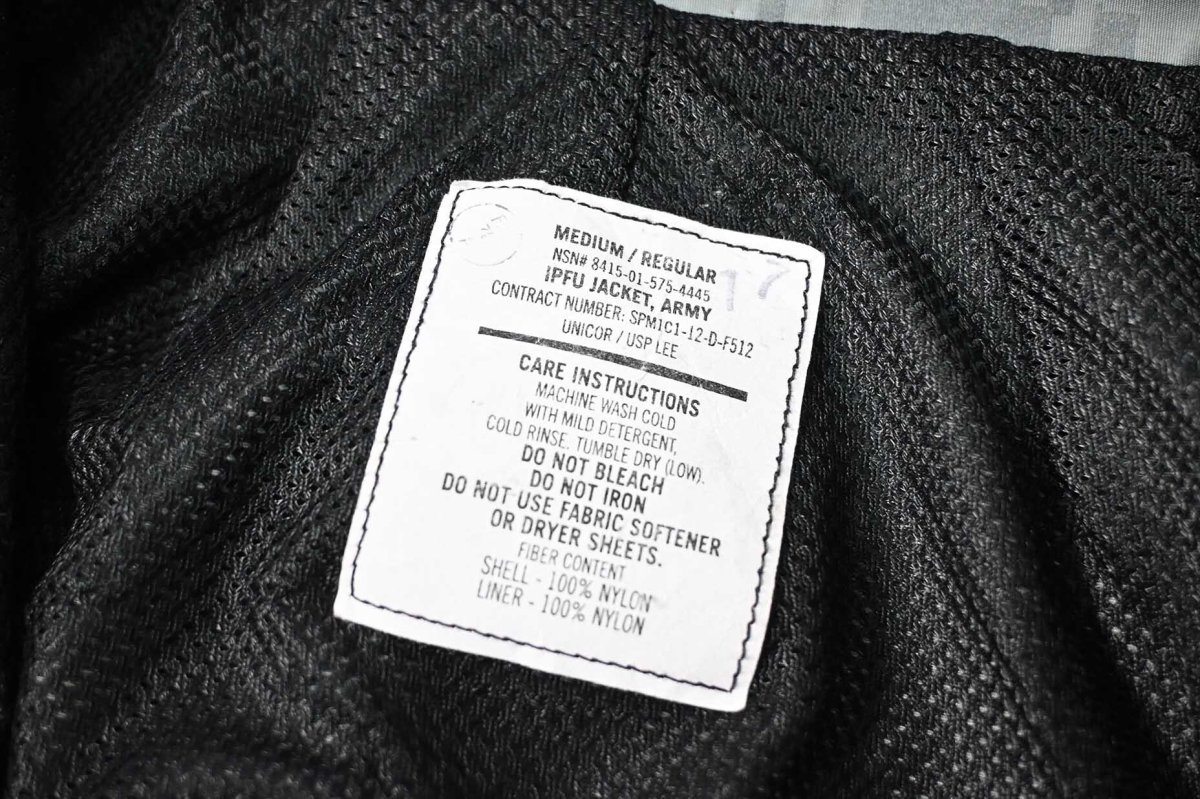 MEDIUM / REGULAR
NSN# 8415-01-575-4445
IPFU JACKET, ARMY
CONTRACT NUMBER: SPM1C1-12-D-F512
UNICOR / USP LEE
17
CARE INSTRUCTIONS
MACHINE WASH COLD
WITH MILD DETERGENT,
COLD RINSE. TUMBLE DRY (LOW).
DO NOT BLEACH
DO NOT IRON
DO NOT USE FABRIC SOFTENER
OR DRYER SHEETS.
FIBER CONTENT
SHELL - 100% NYLON
LINER - 100% NYLON